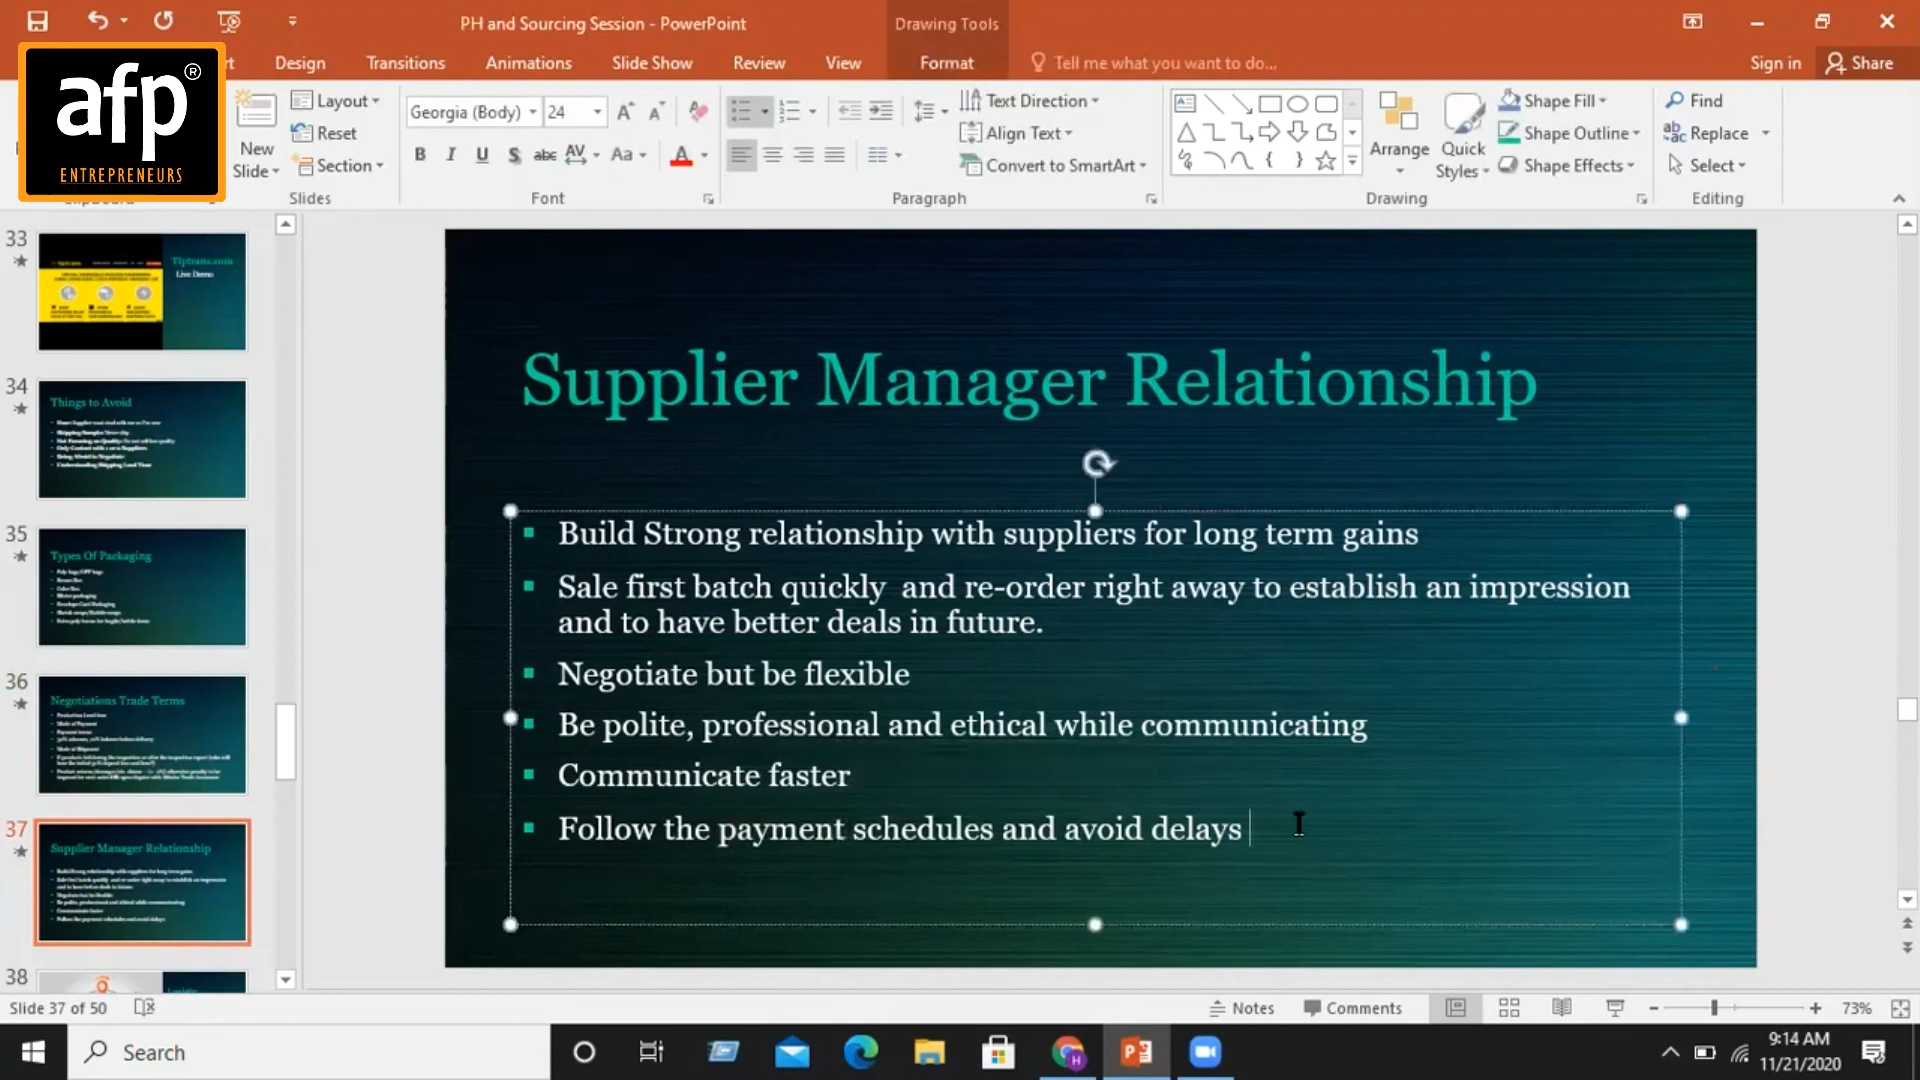 PH and Sourcing Session - PowerPoint
Drawing Tools
afp®
ENTREPRENEURS
Design
Transitions
Animations
Slide Show
Review
View
Format
Tell me what you want to do...
Sign in
Share
New
Slide
Layout
Reset
Section
Slides
Georgia (Body)
24
Font
Text Direction
Align Text
Convert to SmartArt
Paragraph
Arrange
Quick
Styles
Shape Fill
Shape Outline
Shape Effects
Drawing
Find
Replace
Select
Editing
33
Tiptrans.com
Live Demo
34
Things to Avoid
35
Types Of Packaging
36
Negotiations Trade Terms
37
Supplier Manager Relationship
38
Supplier Manager Relationship
Build Strong relationship with suppliers for long term gains
Sale first batch quickly  and re-order right away to establish an impression
and to have better deals in future.
Negotiate but be flexible
Be polite, professional and ethical while communicating
Communicate faster
Follow the payment schedules and avoid delays
Slide 37 of 50
Notes
Comments
73%
Search
9:14 AM
11/21/2020